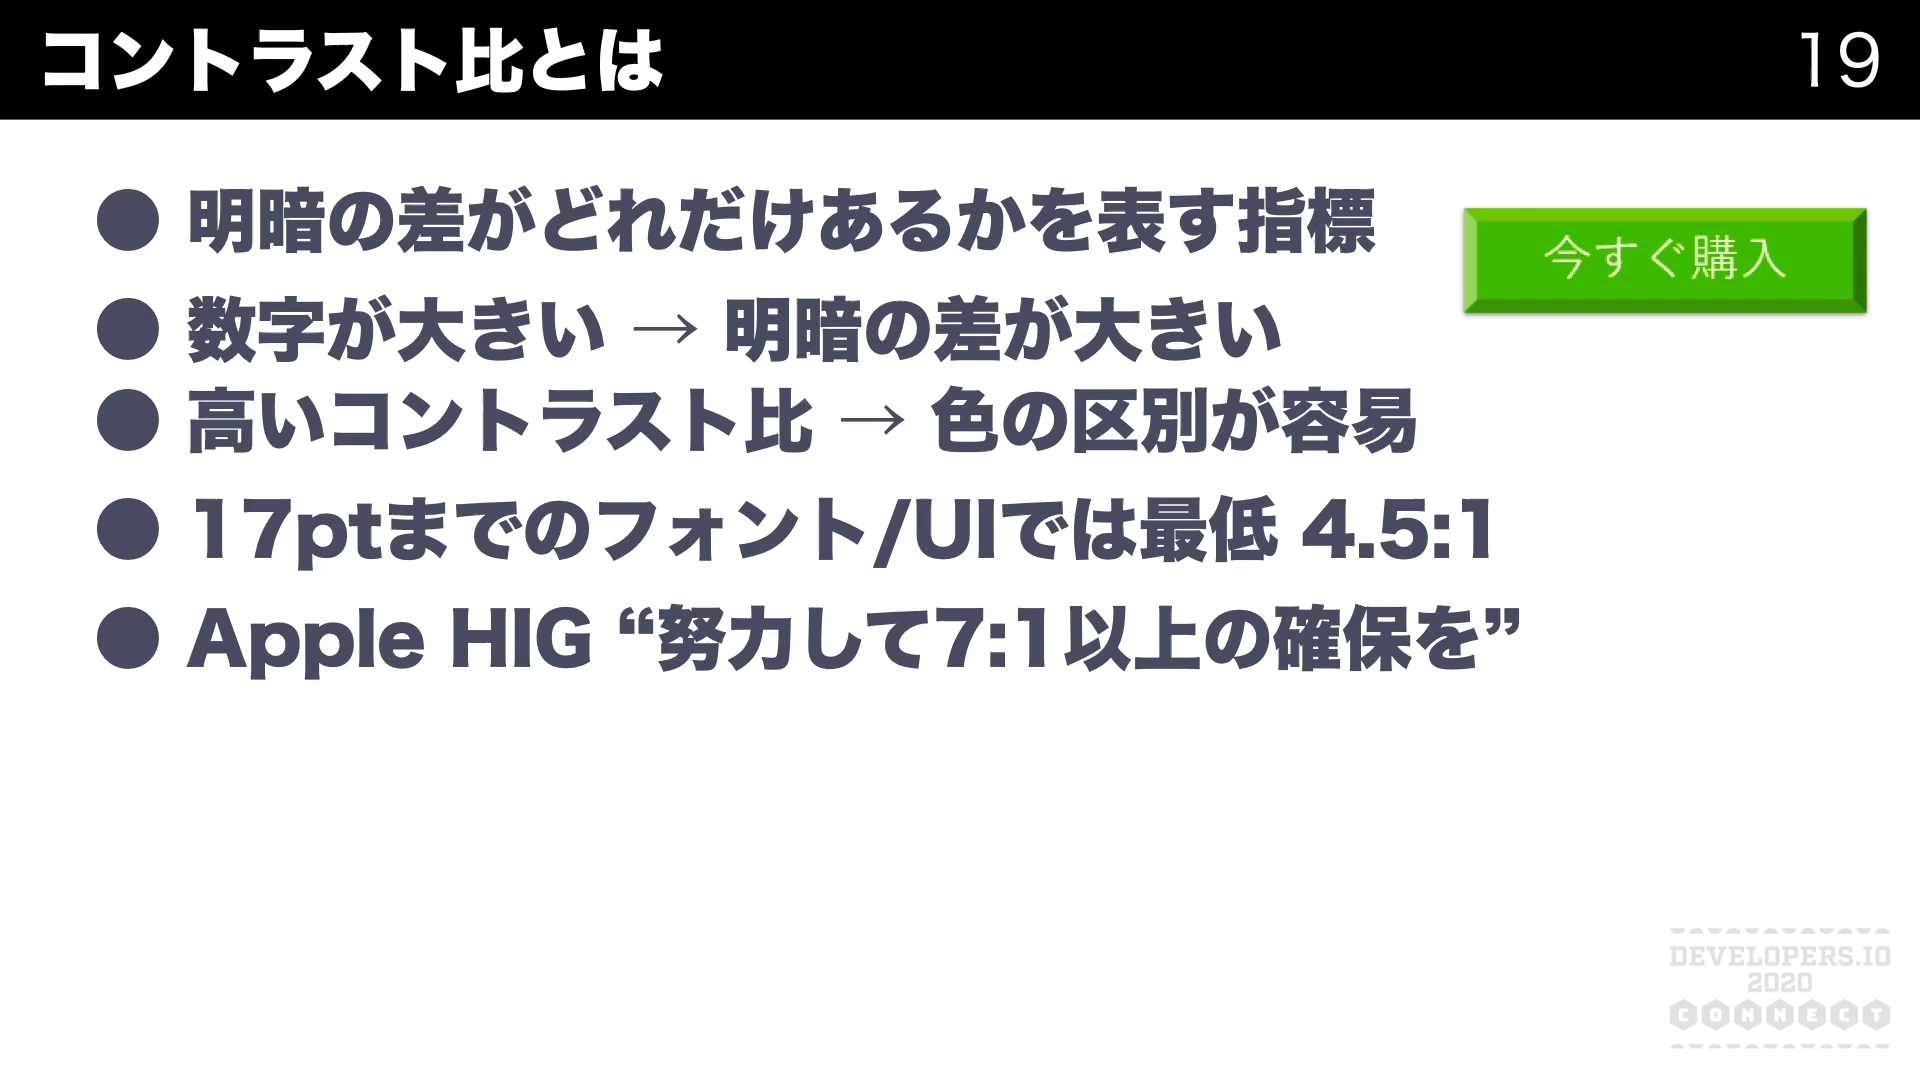 コントラスト比とは
19
● 明暗の差がどれだけあるかを表す指標
今すぐ購入
● 数字が大きい → 明暗の差が大きい
● 高いコントラスト比 → 色の区別が容易
● 17ptまでのフォント/UIでは最低 4.5:1
● Apple HIG “努力して7:1以上の確保を”
DEVELOPERS.IO
2020
CONNECT